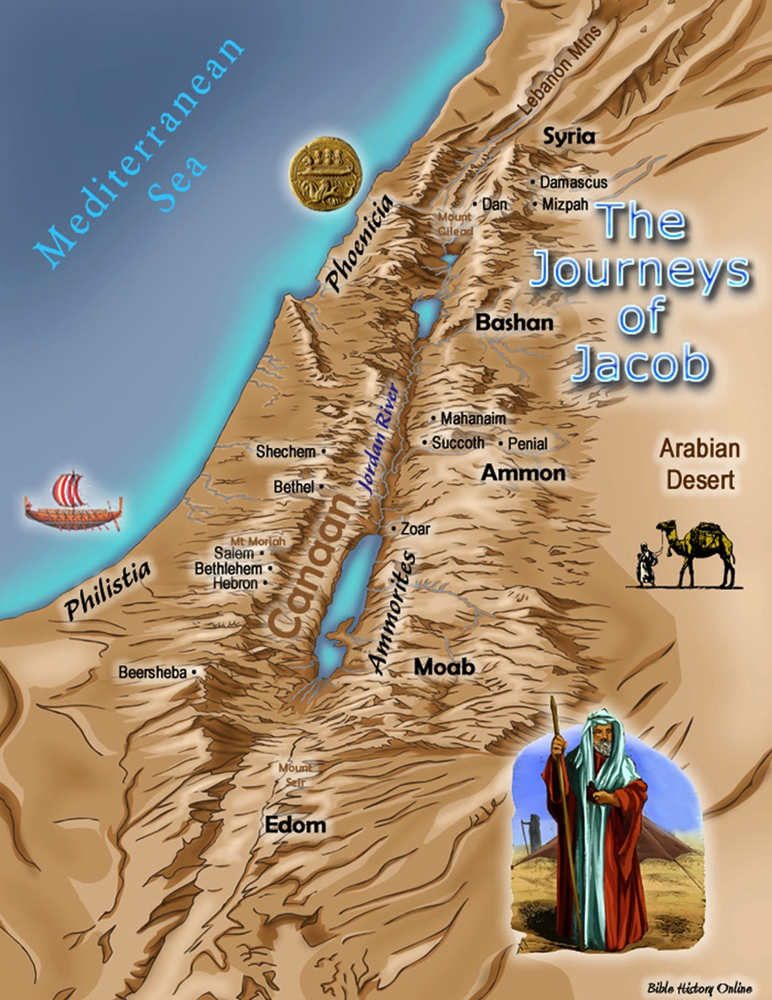 Mediterranean
Sea
Lebanon Mtns
Syria
Damascus
Dan
Mizpah
Mount
Gilead
Phoenicia
The
Journeys
of
Jacob
Bashan
Jordan River
Mahanaim
Succoth
Penial
Shechem
Ammon
Arabian
Desert
Bethel
Canaan
Zoar
Mt Moriah
Salem
Bethlehem
Hebron
Philistia
Ammorites
Moab
Beersheba
Mount
Seir
Edom
Bible History Online